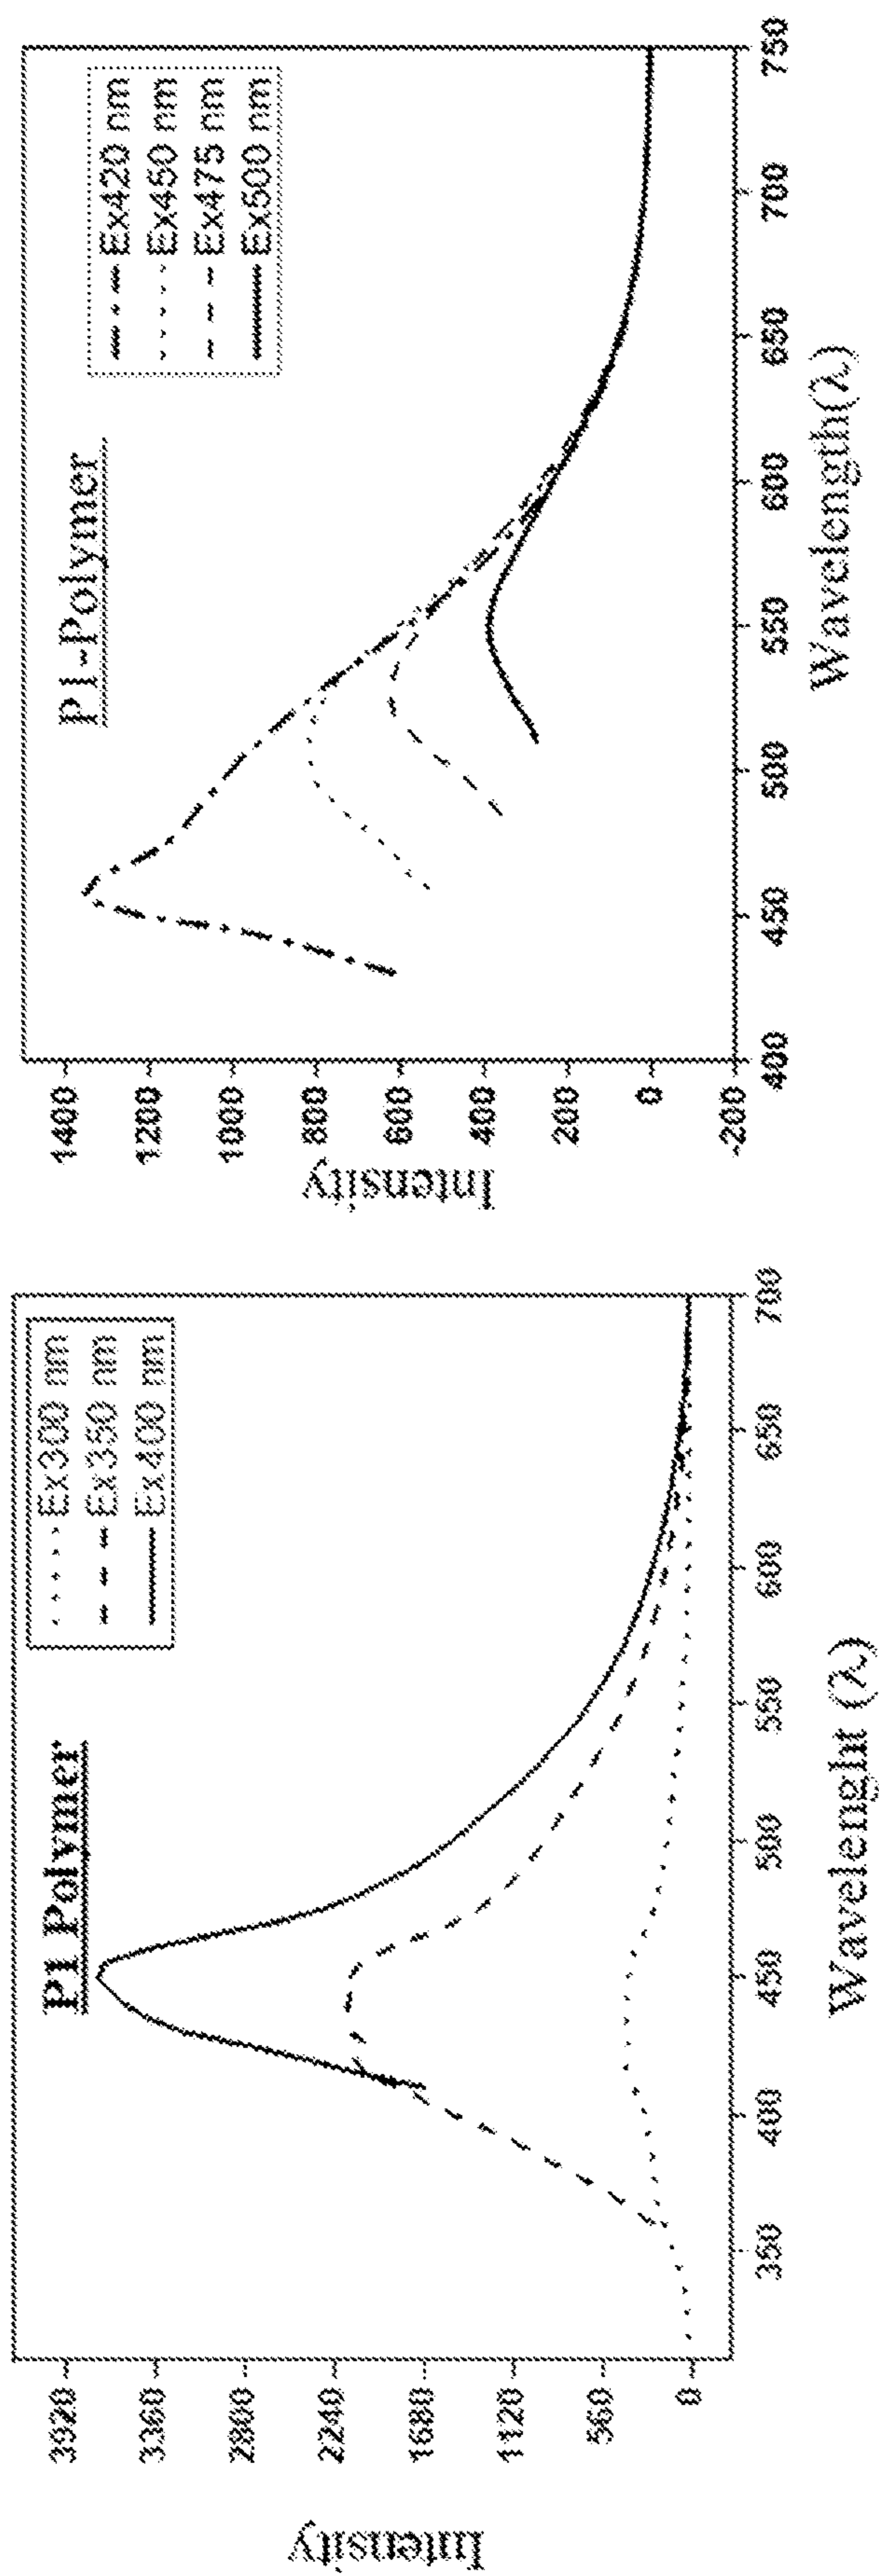 P1 Polymer
Ex300 nm
Ex350 nm
Ex400 nm
Intensity
3920
3360
2800
2240
1680
1120
560
0
350
400
450
500
550
600
650
700
Wavelenght (λ)
P1-Polymer
Ex420 nm
Ex450 nm
Ex475 nm
Ex500 nm
Intensity
1400
1200
1000
800
600
400
200
0
-200
400
450
500
550
600
650
700
750
Wavelength(λ)